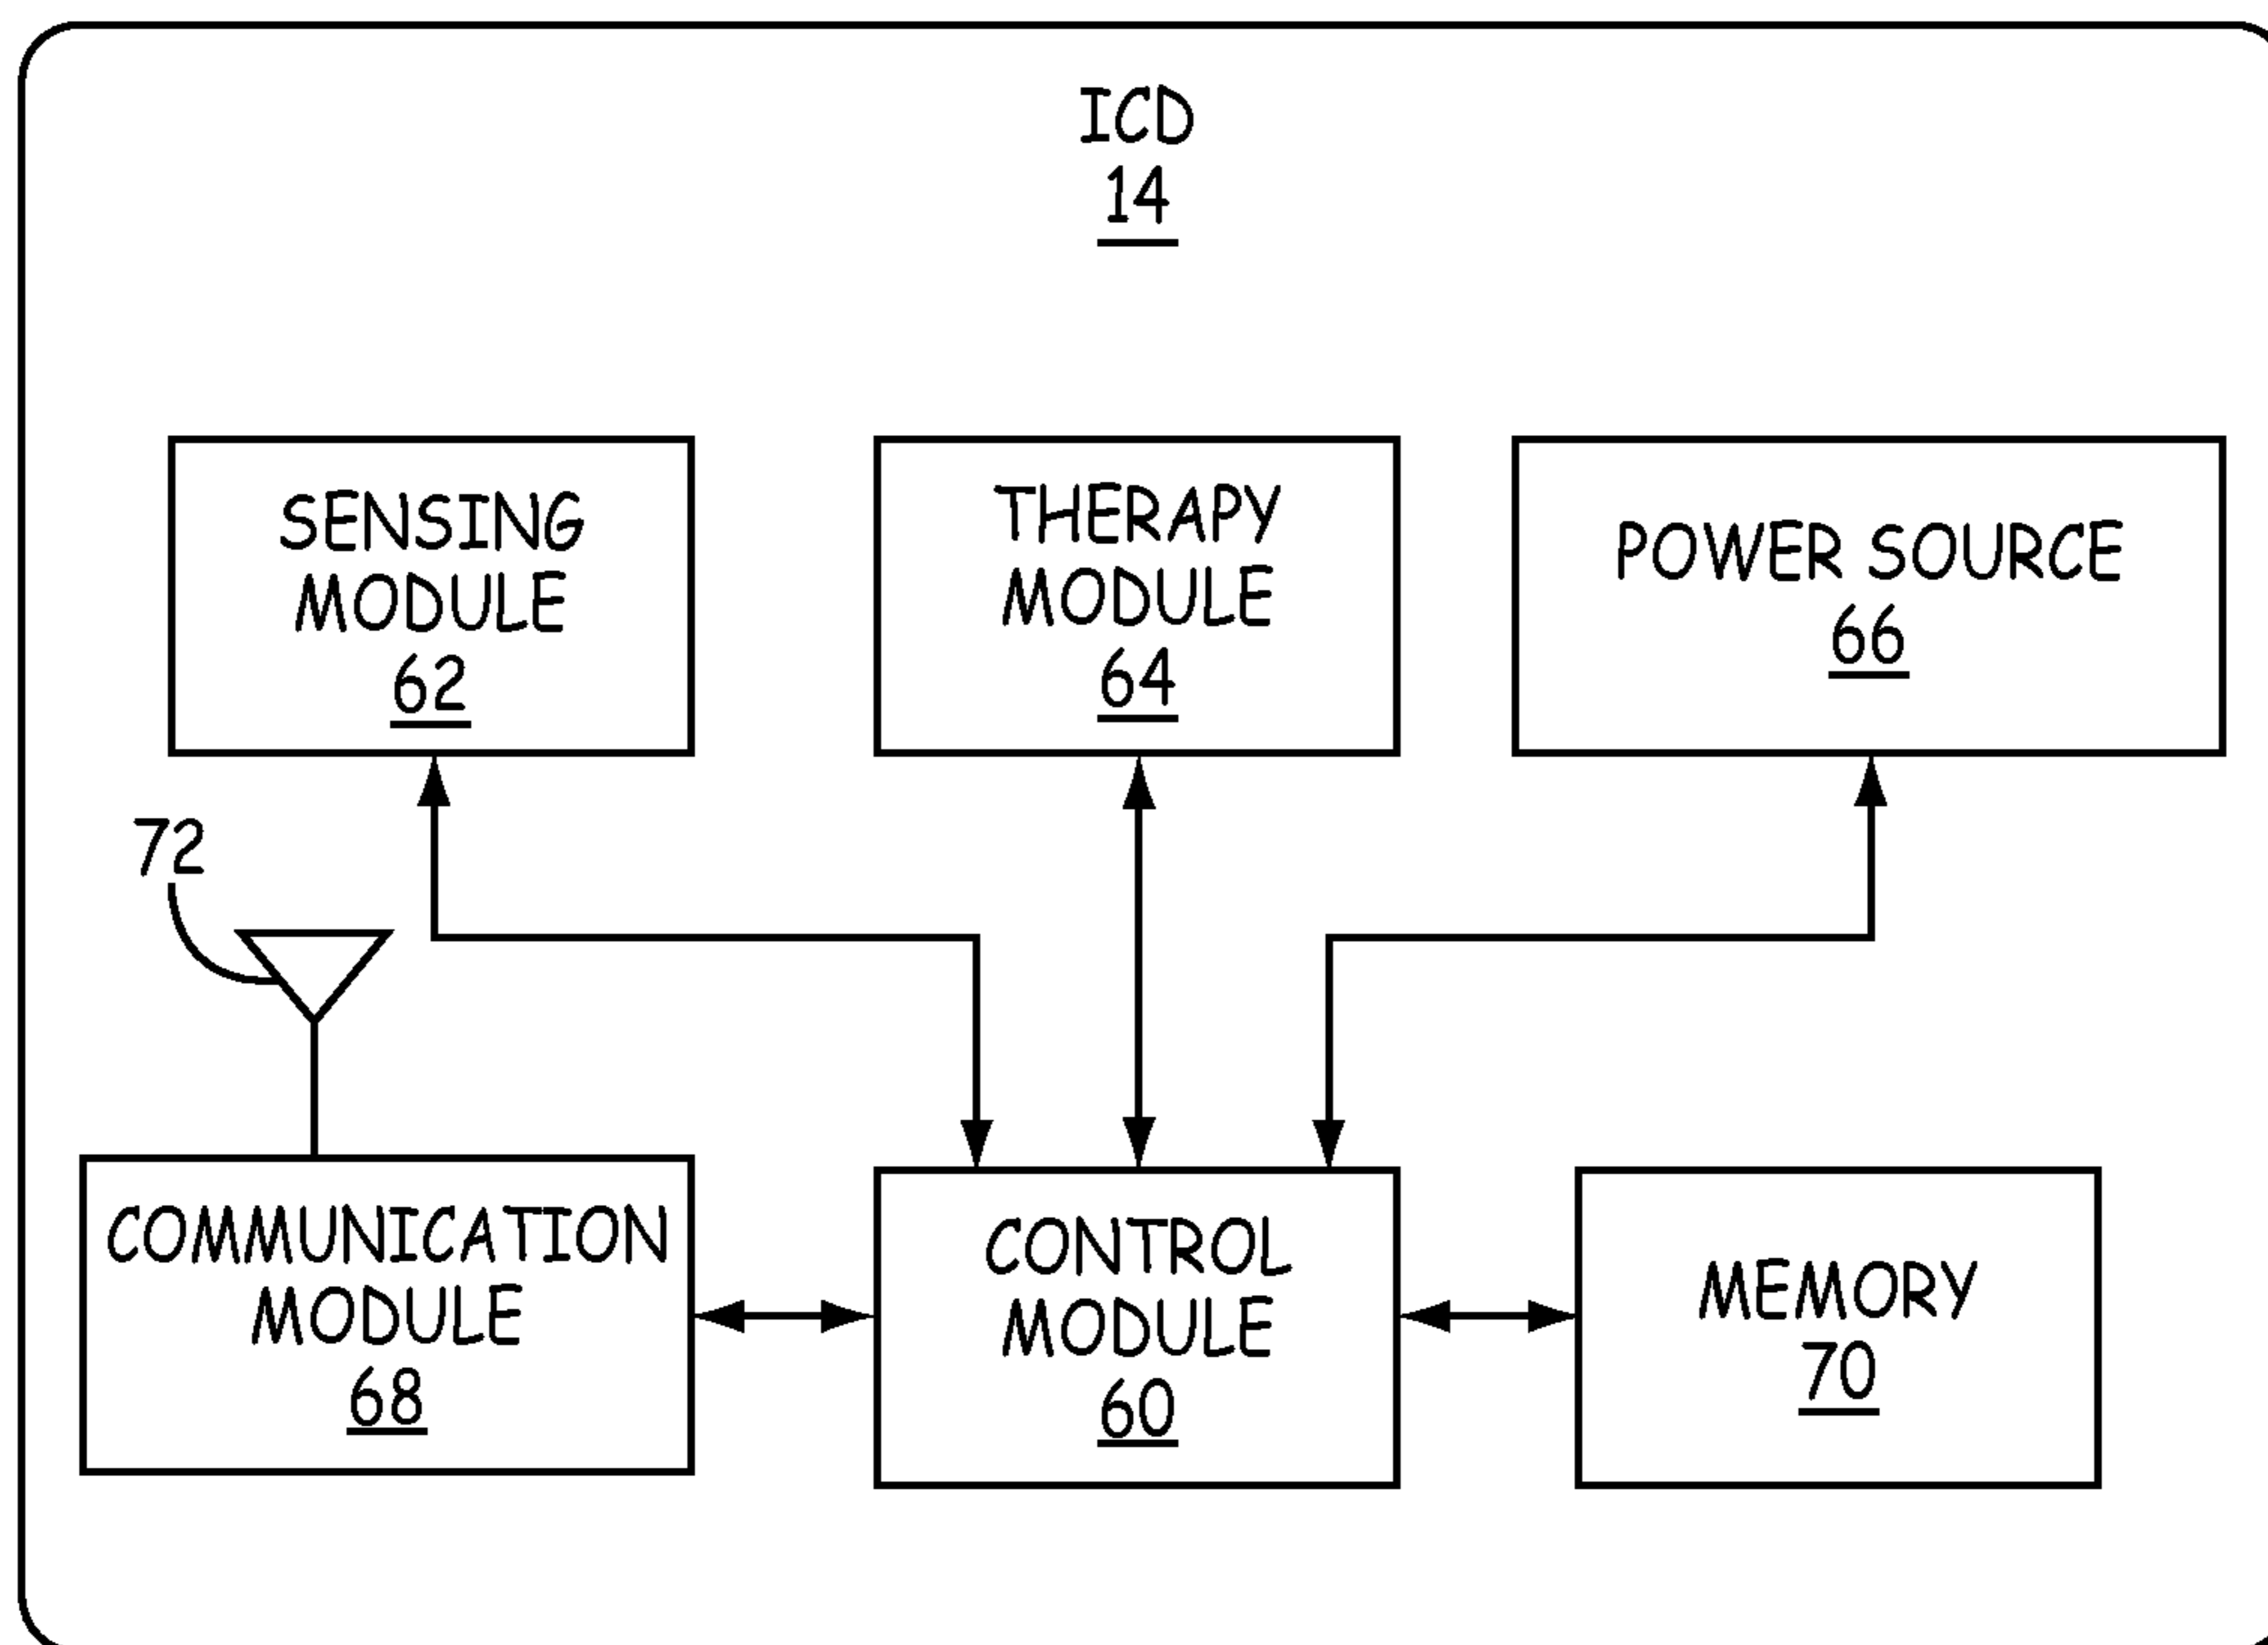 ICD
14
SENSING
MODULE
62
THERAPY
MODULE
64
POWER SOURCE
66
72
COMMUNICATION
MODULE
68
CONTROL
MODULE
60
MEMORY
70